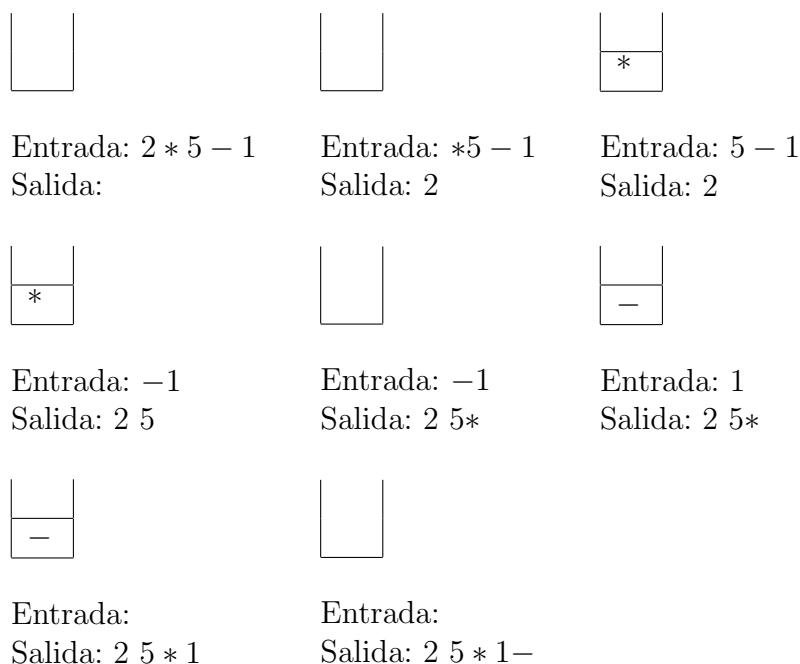 *
Entrada: 2 ∗ 5 − 1
Salida:
Entrada: ∗5 − 1
Salida: 2
Entrada: 5 − 1
Salida: 2
*
−
Entrada: −1
Salida: 2 5
Entrada: −1
Salida: 2 5∗
Entrada: 1
Salida: 2 5∗
−
Entrada:
Salida: 2 5 ∗ 1
Entrada:
Salida: 2 5 ∗ 1−